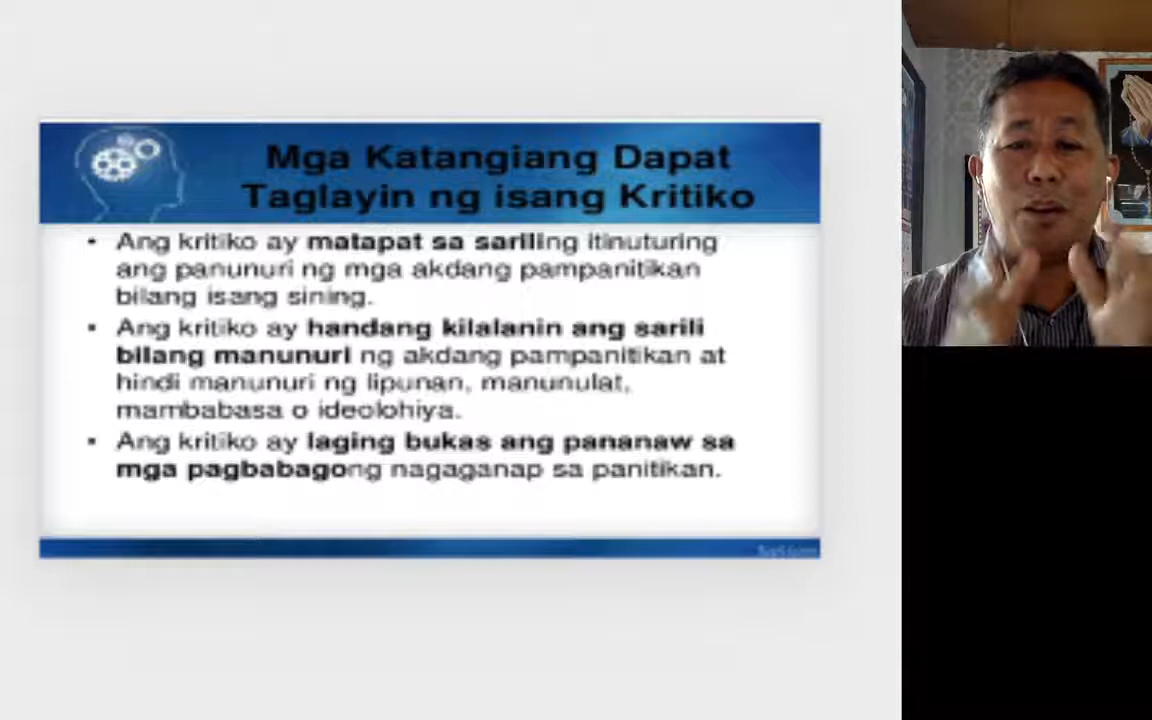 Mga Katangiang Dapat
Taglayin ng isang Kritiko
• Ang kritiko ay matapat sa sariling itinuturing
ang panunuri ng mga akdang pampanitikan
bilang isang sining.
• Ang kritiko ay handang kilalanin ang sarili
bilang manunuri ng akdang pampanitikan at
hindi manunuri ng lipunan, manunulat,
mambabasa o ideolohiya.
• Ang kritiko ay laging bukas ang pananaw sa
mga pagbabagong nagaganap sa panitikan.